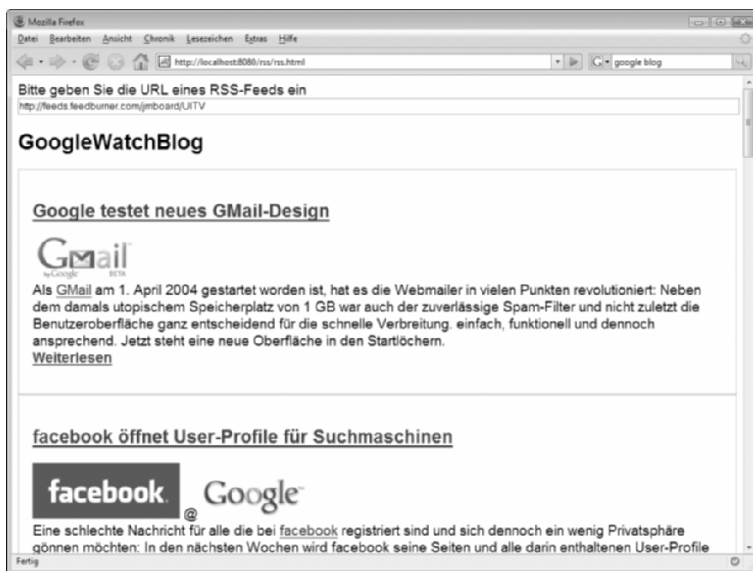 Mozilla Firefox
Datei Bearbeiten Ansicht Chronik Lesezeichen Extras Hilfe
http://localhost:8080/rss/rss.html
google blog
Bitte geben Sie die URL eines RSS-Feeds ein
http://feeds.feedburner.com/jmboard/UITV
GoogleWatchBlog
Google testet neues GMail-Design
Gmail™
by Google BETA
Als GMail am 1. April 2004 gestartet worden ist, hat es die Webmailer in vielen Punkten revolutioniert: Neben
dem damals utopischem Speicherplatz von 1 GB war auch der zuverlässige Spam-Filter und nicht zuletzt die
Benutzeroberfläche ganz entscheidend für die schnelle Verbreitung. einfach, funktionell und dennoch
ansprechend. Jetzt steht eine neue Oberfläche in den Startlöchern.
Weiterlesen
facebook öffnet User-Profile für Suchmaschinen
facebook. @ Google™
Eine schlechte Nachricht für alle die bei facebook registriert sind und sich dennoch ein wenig Privatsphäre
gönnen möchten: In den nächsten Wochen wird facebook seine Seiten und alle darin enthaltenen User-Profile
Fertig